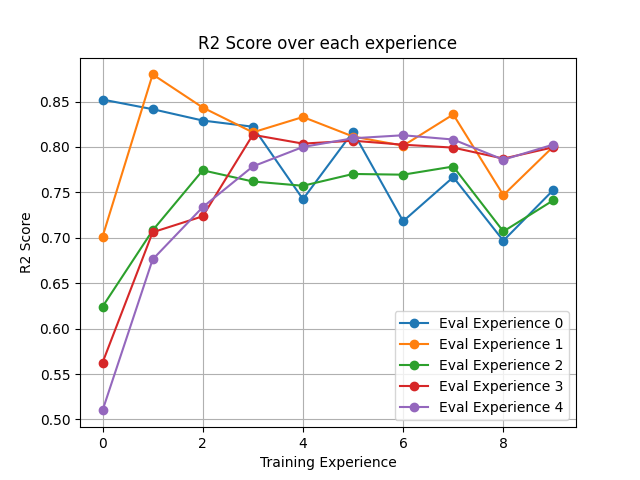 R2 Score over each experience
R2 Score
0.85
0.80
0.75
0.70
0.65
0.60
0.55
0.50
Eval Experience 0
Eval Experience 1
Eval Experience 2
Eval Experience 3
Eval Experience 4
0 2 4 6 8
Training Experience